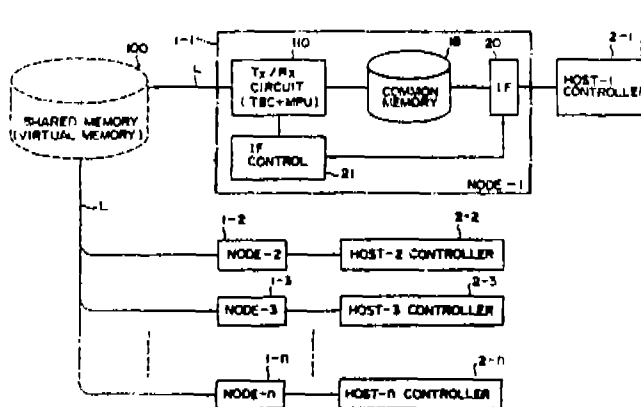 100
1-1
110
18
20
2-1
L
TX/RX
CIRCUIT
(TBC+MPU)
COMMON
MEMORY
IF
HOST-1
CONTROLLER
SHARED MEMORY
(VIRTUAL MEMORY)
IF
CONTROL
21
NODE-1
L
1-2
2-2
NODE-2
HOST-2 CONTROLLER
1-3
2-3
NODE-3
HOST-3 CONTROLLER
1-n
2-n
NODE-n
HOST-n CONTROLLER